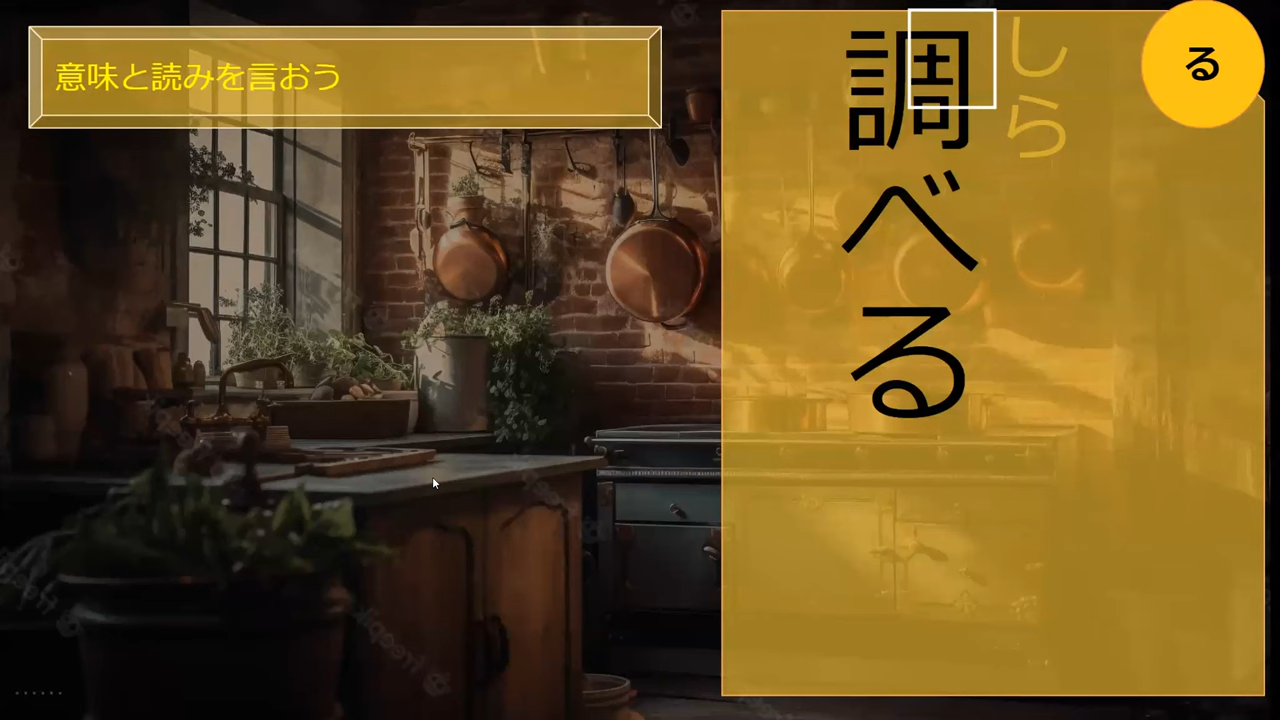 意味と読みを言おう
調べる
しら
る